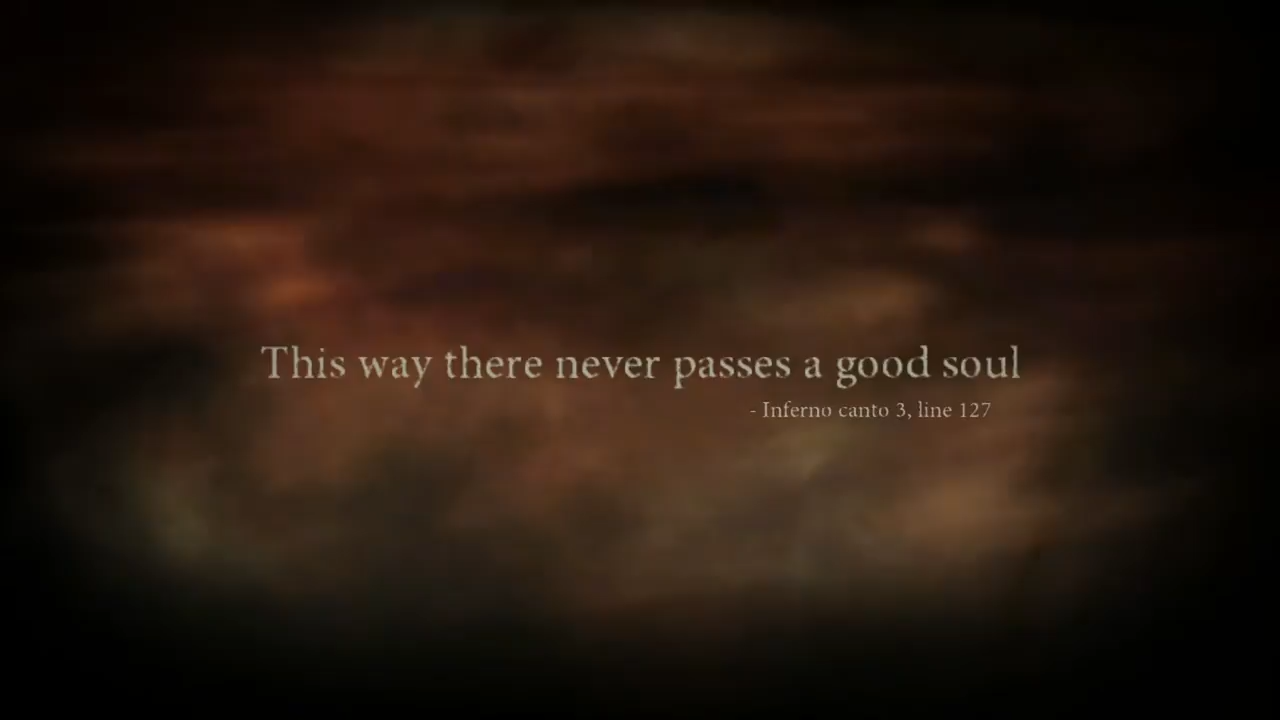 This way there never passes a good soul
- Inferno canto 3, line 127